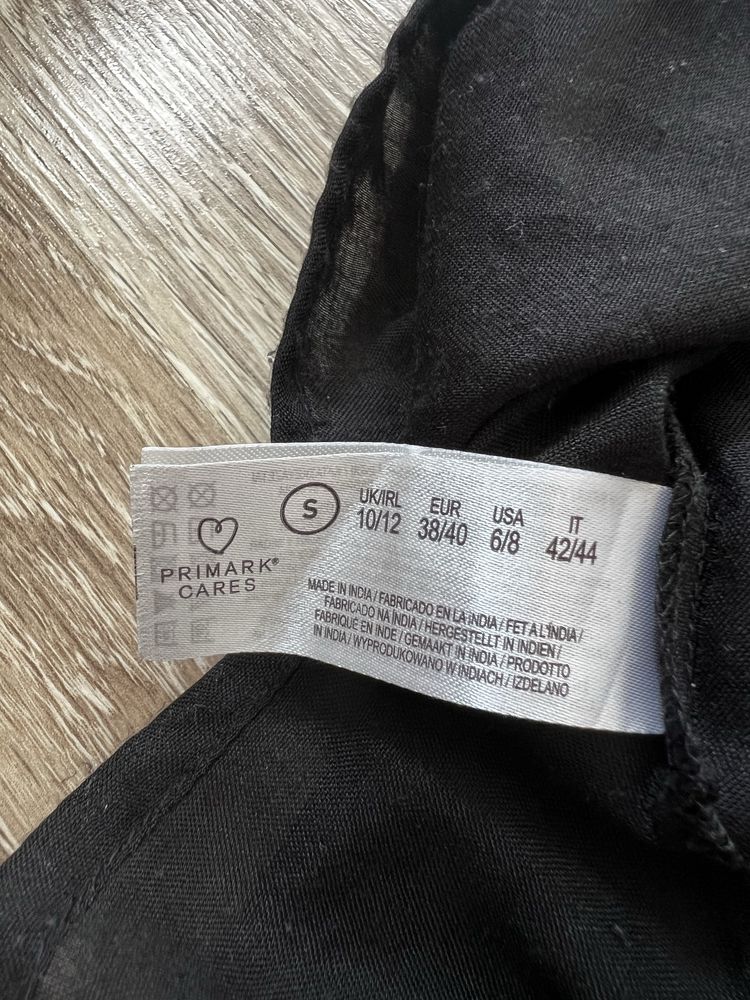 S
UK/IRL EUR USA IT
10/12 38/40 6/8 42/44
PRIMARK®
CARES
MADE IN INDIA / FABRICADO EN LA INDIA / FET A L'ÍNDIA /
FABRICADO NA ÍNDIA / HERGESTELLT IN INDIEN /
FABRIQUÉ EN INDE / GEMAAKT IN INDIA / PRODOTTO
IN INDIA / WYPRODUKOWANO W INDIACH / IZDELANO